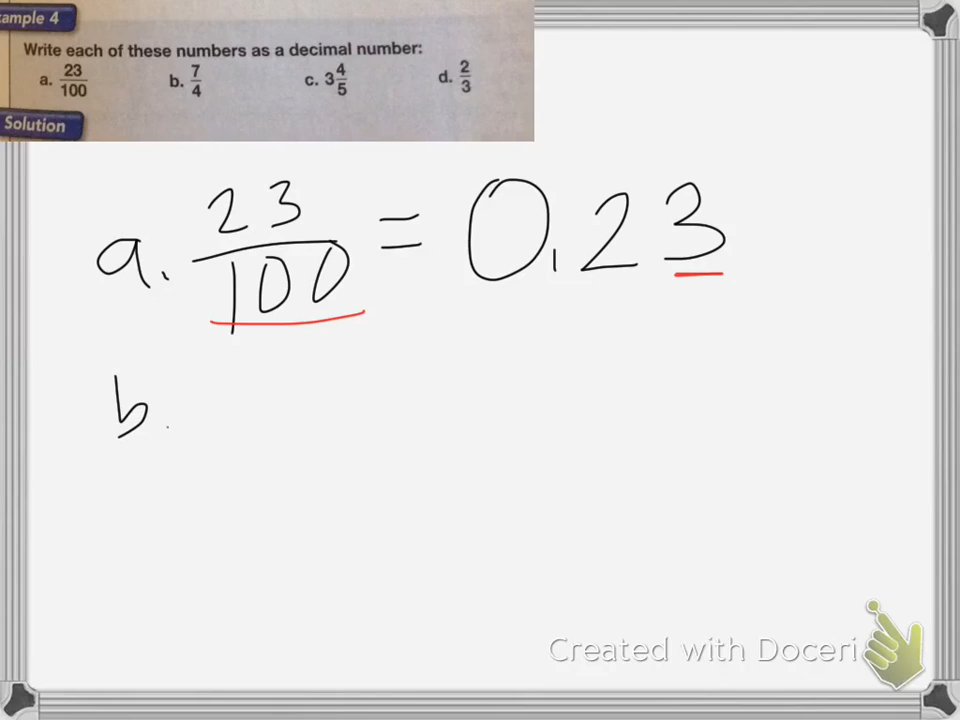 ample 4
Write each of these numbers as a decimal number:
a. 23/100 b. 7/4 c. 3 4/5 d. 2/3
Solution
a. 23/100 = 0.23
b.
Created with Doceri